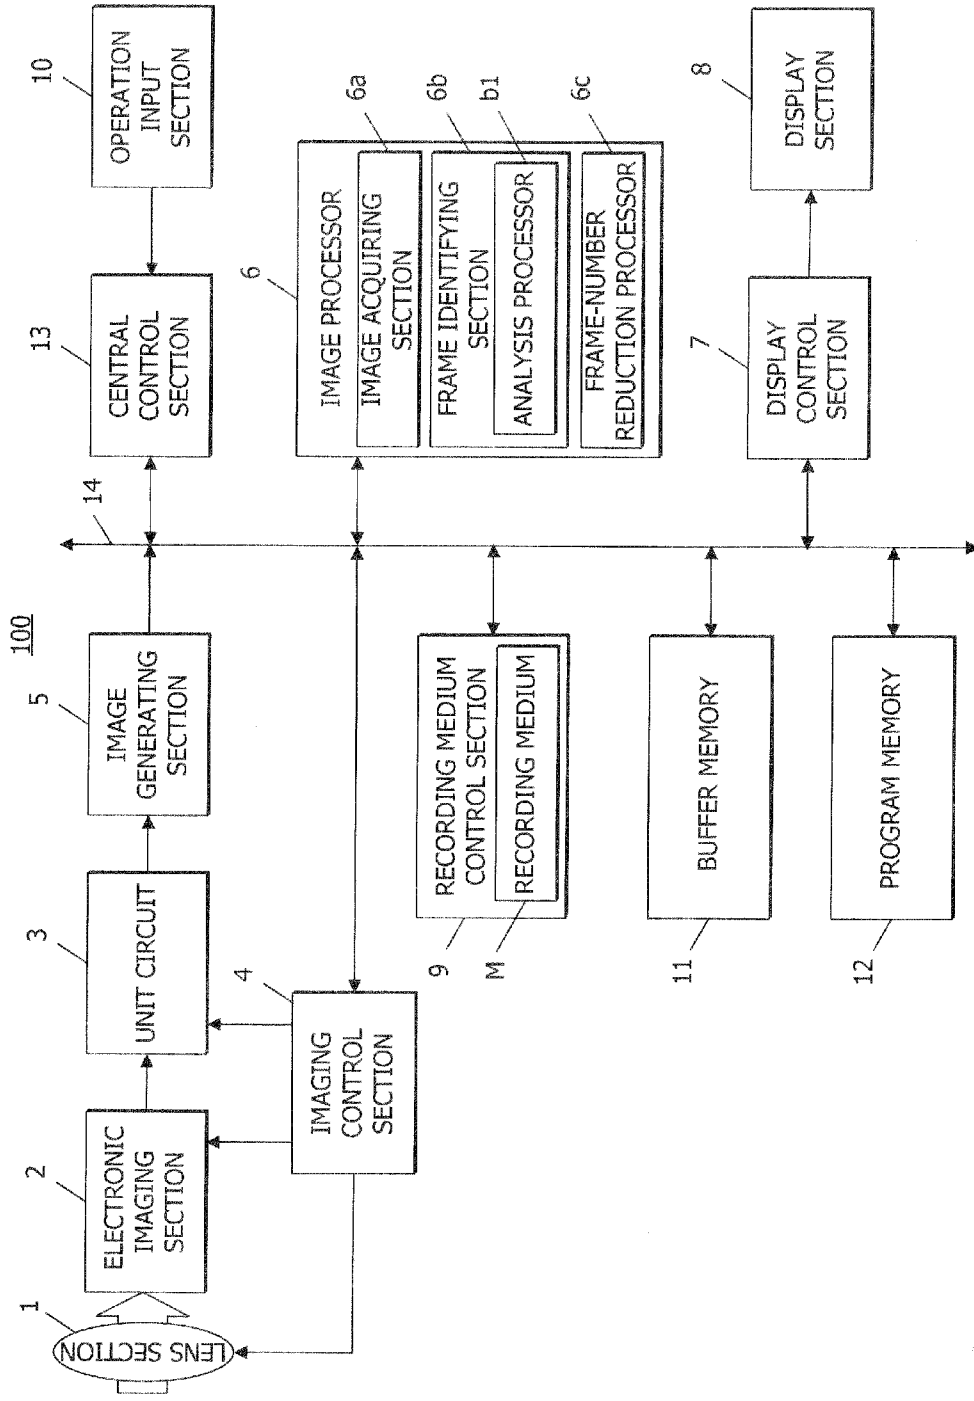 100
1
LENS SECTION
2
ELECTRONIC
IMAGING
SECTION
3
UNIT CIRCUIT
5
IMAGE
GENERATING
SECTION
14
13
CENTRAL
CONTROL
SECTION
10
OPERATION
INPUT
SECTION
4
IMAGING
CONTROL
SECTION
6
IMAGE PROCESSOR
6a
IMAGE ACQUIRING
SECTION
6b
FRAME IDENTIFYING
SECTION
b1
ANALYSIS PROCESSOR
6c
FRAME-NUMBER
REDUCTION PROCESSOR
9
RECORDING MEDIUM
CONTROL SECTION
M
RECORDING MEDIUM
11
BUFFER MEMORY
7
DISPLAY
CONTROL
SECTION
8
DISPLAY
SECTION
12
PROGRAM MEMORY